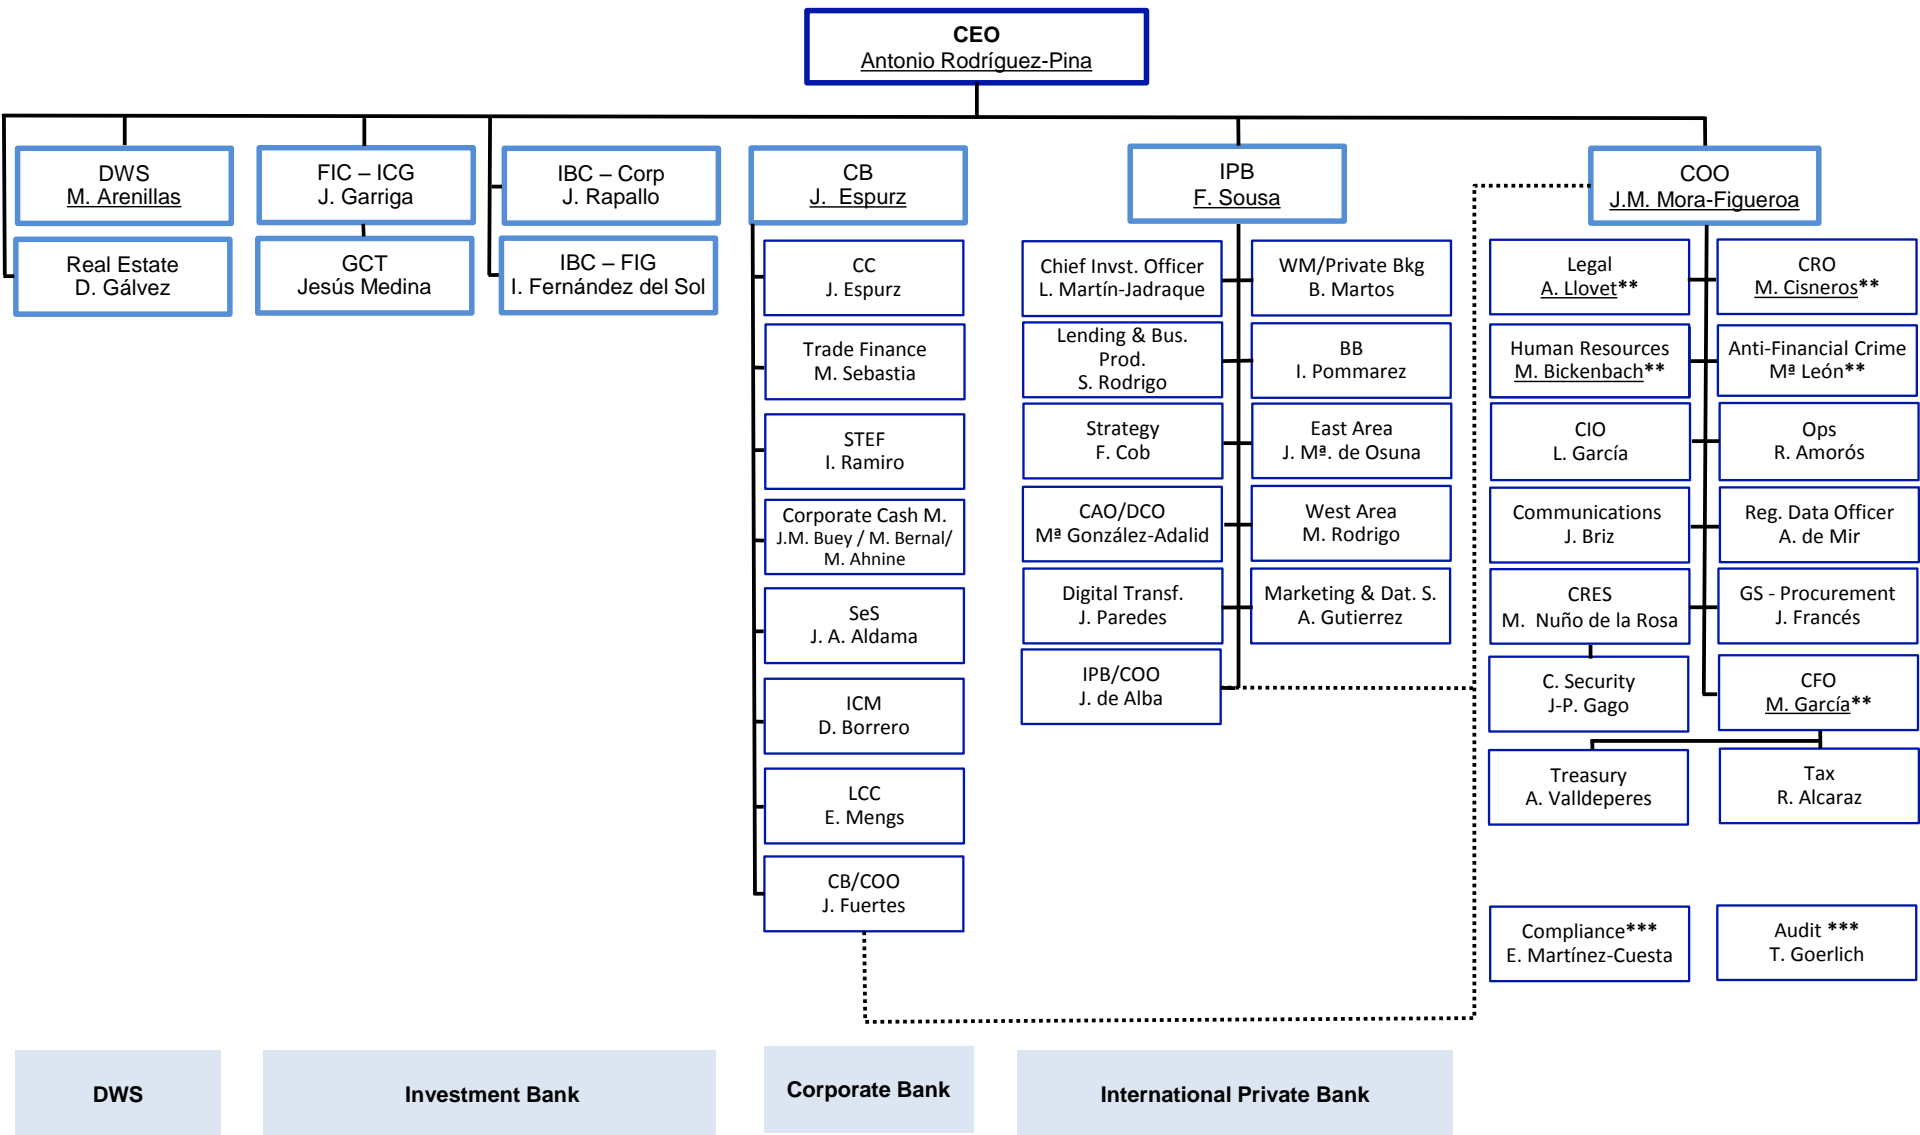 CEO
Antonio Rodríguez-Pina
DWS
M. Arenillas
Real Estate
D. Gálvez
FIC – ICG
J. Garriga
GCT
Jesús Medina
IBC – Corp
J. Rapallo
IBC – FIG
I. Fernández del Sol
CB
J. Espurz
CC
J. Espurz
Trade Finance
M. Sebastia
STEF
I. Ramiro
Corporate Cash M.
J.M. Buey / M. Bernal/
M. Ahnine
SeS
J. A. Aldama
ICM
D. Borrero
LCC
E. Mengs
CB/COO
J. Fuertes
IPB
F. Sousa
Chief Invst. Officer
L. Martín-Jadraque
WM/Private Bkg
B. Martos
Lending & Bus.
Prod.
S. Rodrigo
BB
I. Pommarez
Strategy
F. Cob
East Area
J. Mª. de Osuna
CAO/DCO
Mª González-Adalid
West Area
M. Rodrigo
Digital Transf.
J. Paredes
Marketing & Dat. S.
A. Gutierrez
IPB/COO
J. de Alba
COO
J.M. Mora-Figueroa
Legal
A. Llovet**
CRO
M. Cisneros**
Human Resources
M. Bickenbach**
Anti-Financial Crime
Mª León**
CIO
L. García
Ops
R. Amorós
Communications
J. Briz
Reg. Data Officer
A. de Mir
CRES
M. Nuño de la Rosa
GS - Procurement
J. Francés
C. Security
J-P. Gago
CFO
M. García**
Treasury
A. Valldeperes
Tax
R. Alcaraz
Compliance***
E. Martínez-Cuesta
Audit ***
T. Goerlich
DWS
Investment Bank
Corporate Bank
International Private Bank